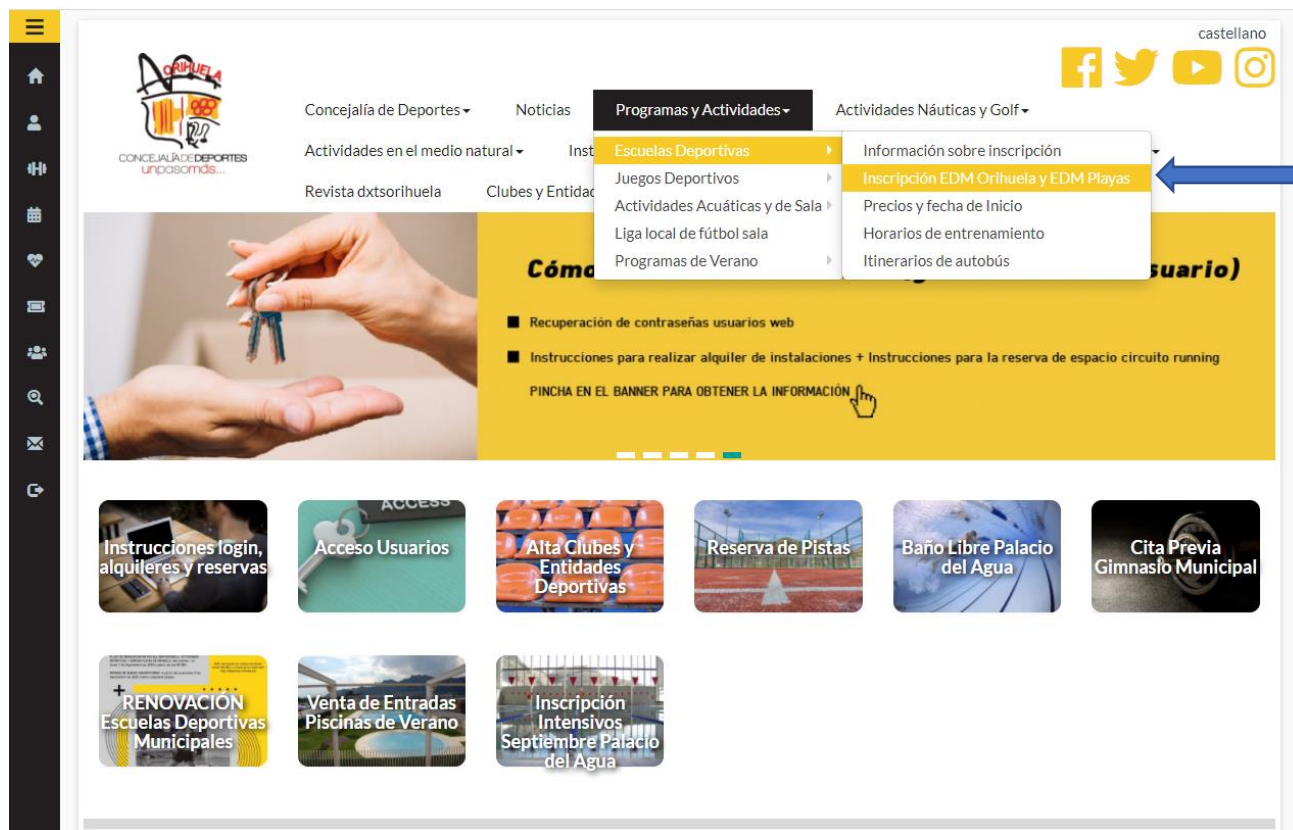 castellano
ORIHUELA
CONCEJALÍA DE DEPORTES
unpasomás...
Concejalía de Deportes
Noticias
Programas y Actividades
Actividades Náuticas y Golf
Actividades en el medio natural
Inst
Revista dxtsorihuela
Clubes y Entidad
Escuelas Deportivas
Juegos Deportivos
Actividades Acuáticas y de Sala
Liga local de fútbol sala
Programas de Verano
Información sobre inscripción
Inscripción EDM Orihuela y EDM Playas
Precios y fecha de Inicio
Horarios de entrenamiento
Itinerarios de autobús
Cómo
suario)
Recuperación de contraseñas usuarios web
Instrucciones para realizar alquiler de instalaciones + Instrucciones para la reserva de espacio circuito running
PINCHA EN EL BANNER PARA OBTENER LA INFORMACIÓN
Instrucciones login,
alquileres y reservas
ACCESS
Acceso Usuarios
Alta Clubes y
Entidades
Deportivas
Reserva de Pistas
Baño Libre Palacio
del Agua
Cita Previa
Gimnasio Municipal
RENOVACIÓN
Escuelas Deportivas
Municipales
Venta de Entradas
Piscinas de Verano
Inscripción
Intensivos
Septiembre Palacio
del Agua